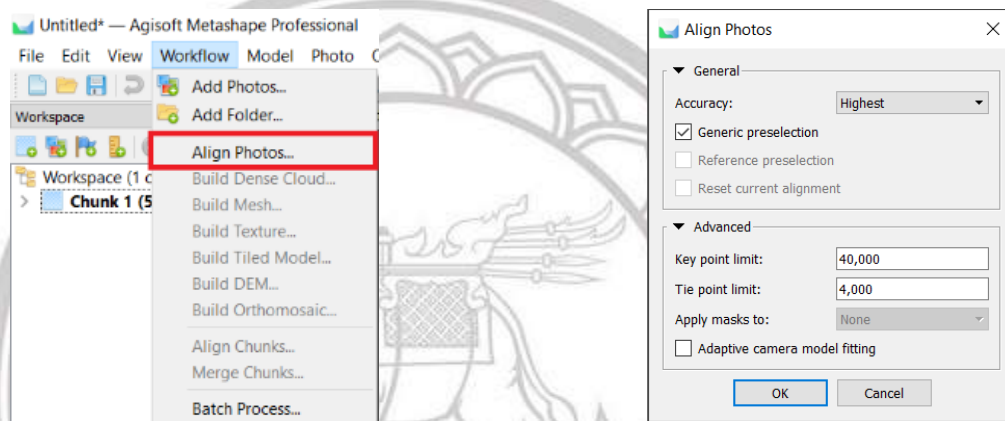 Untitled* — Agisoft Metashape Professional
File Edit View Workflow Model Photo
Workspace
Workspace (1 c
Chunk 1 (5
Add Photos...
Add Folder...
Align Photos...
Build Dense Cloud...
Build Mesh...
Build Texture...
Build Tiled Model...
Build DEM...
Build Orthomosaic...
Align Chunks...
Merge Chunks...
Batch Process...
Align Photos
General
Accuracy: Highest
Generic preselection
Reference preselection
Reset current alignment
Advanced
Key point limit: 40,000
Tie point limit: 4,000
Apply masks to: None
Adaptive camera model fitting
OK Cancel